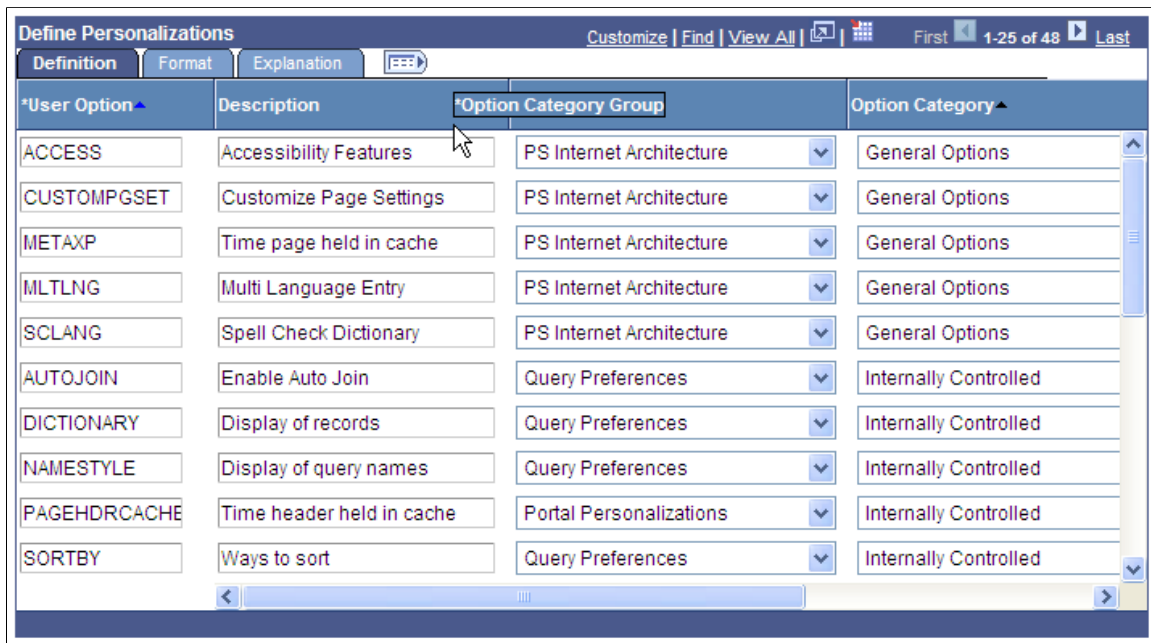 Define Personalizations Customize | Find | View All | | First 1-25 of 48 Last
Definition Format Explanation
*User Option Description *Option Category Group Option Category
ACCESS Accessibility Features PS Internet Architecture General Options
CUSTOMPGSET Customize Page Settings PS Internet Architecture General Options
METAXP Time page held in cache PS Internet Architecture General Options
MLTLNG Multi Language Entry PS Internet Architecture General Options
SCLANG Spell Check Dictionary PS Internet Architecture General Options
AUTOJOIN Enable Auto Join Query Preferences Internally Controlled
DICTIONARY Display of records Query Preferences Internally Controlled
NAMESTYLE Display of query names Query Preferences Internally Controlled
PAGEHDRCACHE Time header held in cache Portal Personalizations Internally Controlled
SORTBY Ways to sort Query Preferences Internally Controlled